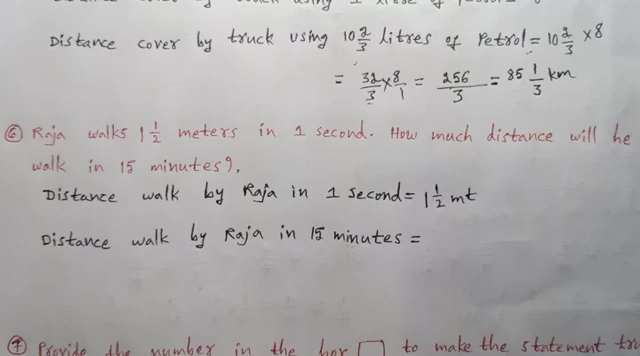 Distance cover by truck using 10 2/3 litres of Petrol = 10 2/3 × 8
= 32/3 × 8/1 = 256/3 = 85 1/3 km
⑥ Raja walks 1 1/2 meters in 1 second. How much distance will he
walk in 15 minutes?
Distance walk by Raja in 1 second = 1 1/2 mt
Distance walk by Raja in 15 minutes =
⑦ Provide the number in the box □ to make the statement